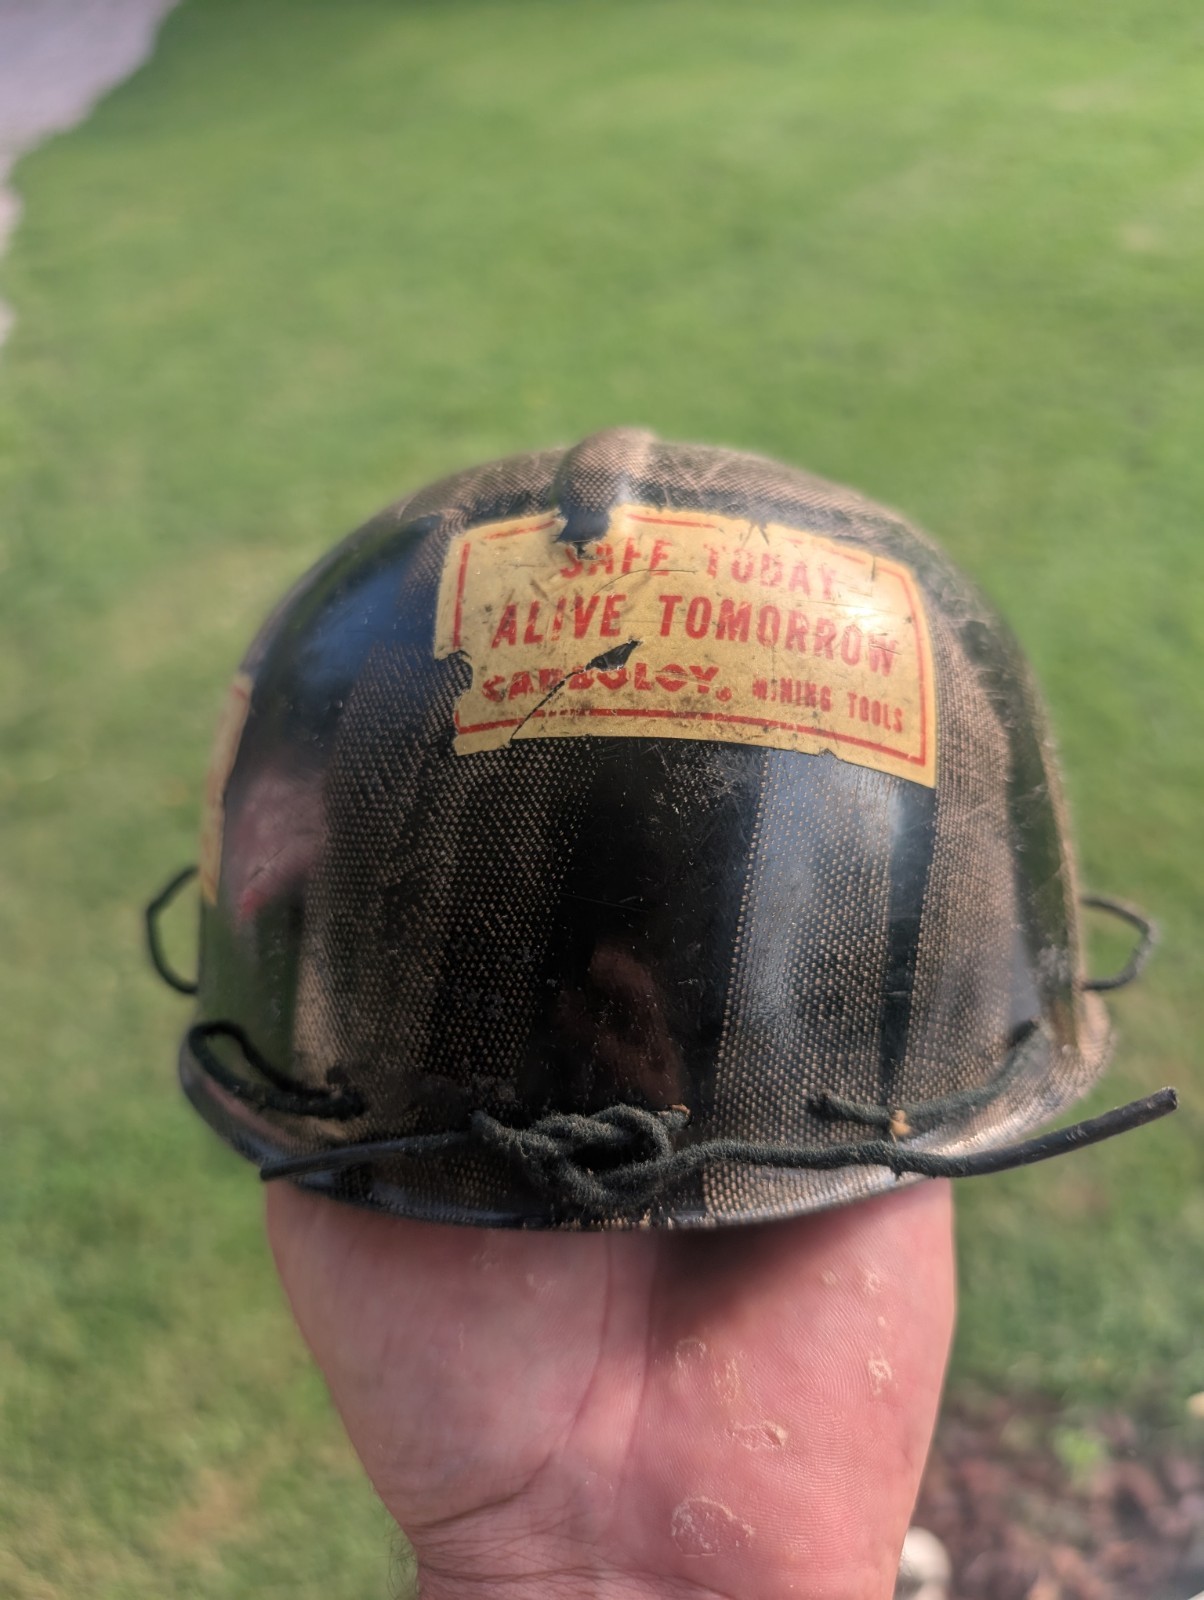 SAFE TODAY
ALIVE TOMORROW
CARBOLOY® MINING TOOLS